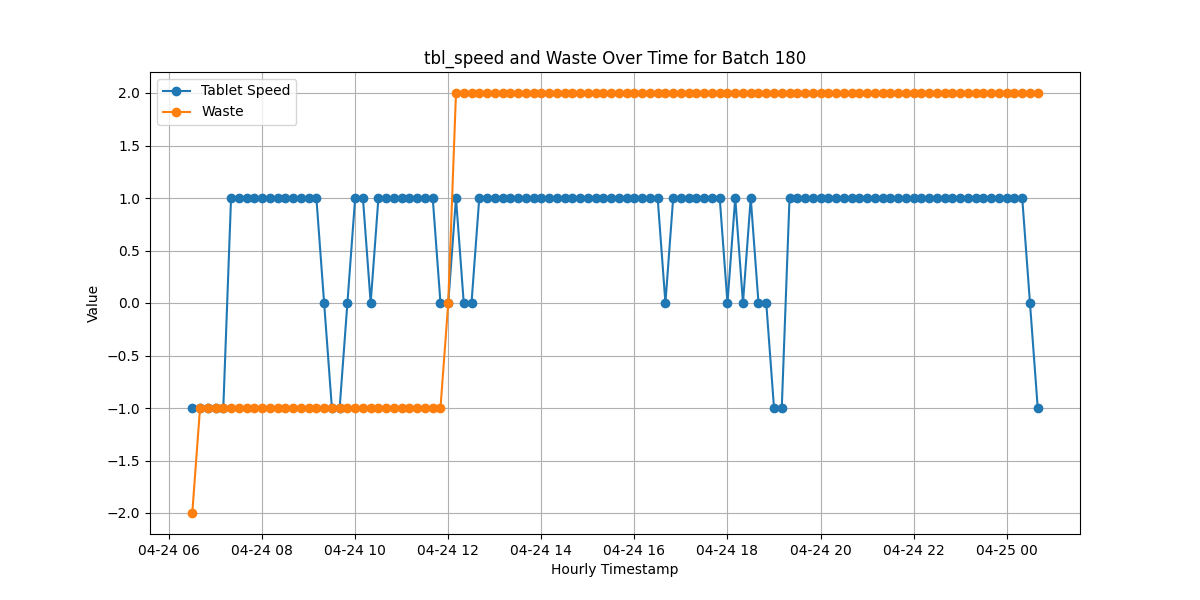 tbl_speed and Waste Over Time for Batch 180
Tablet Speed
Waste
2.0
1.5
1.0
0.5
0.0
−0.5
−1.0
−1.5
−2.0
Value
04-24 06 04-24 08 04-24 10 04-24 12 04-24 14 04-24 16 04-24 18 04-24 20 04-24 22 04-25 00
Hourly Timestamp